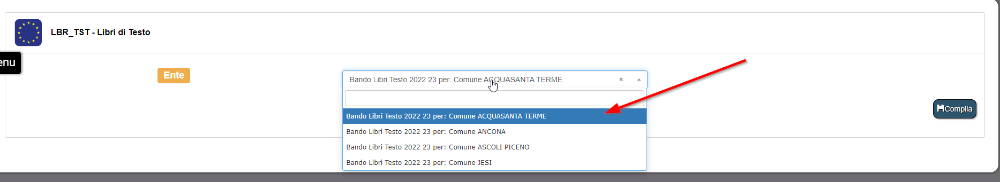 LBR_TST - Libri di Testo
enu
Ente
Bando Libri Testo 2022 23 per: Comune ACQUASANTA TERME
×
Bando Libri Testo 2022 23 per: Comune ACQUASANTA TERME
Compila
Bando Libri Testo 2022 23 per: Comune ANCONA
Bando Libri Testo 2022 23 per: Comune ASCOLI PICENO
Bando Libri Testo 2022 23 per: Comune JESI